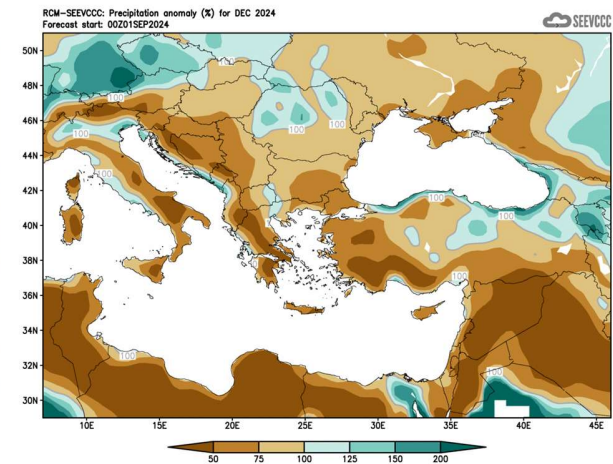 RCM-SEEVCCC: Precipitation anomaly (%) for DEC 2024
Forecast start: 00Z01SEP2024
SEEVCCC
50N
48N
46N
44N
42N
40N
38N
36N
34N
32N
30N
100
100
100
100
100
100
100
100
100
100
100
10E
15E
20E
25E
30E
35E
40E
45E
50
75
100
125
150
200